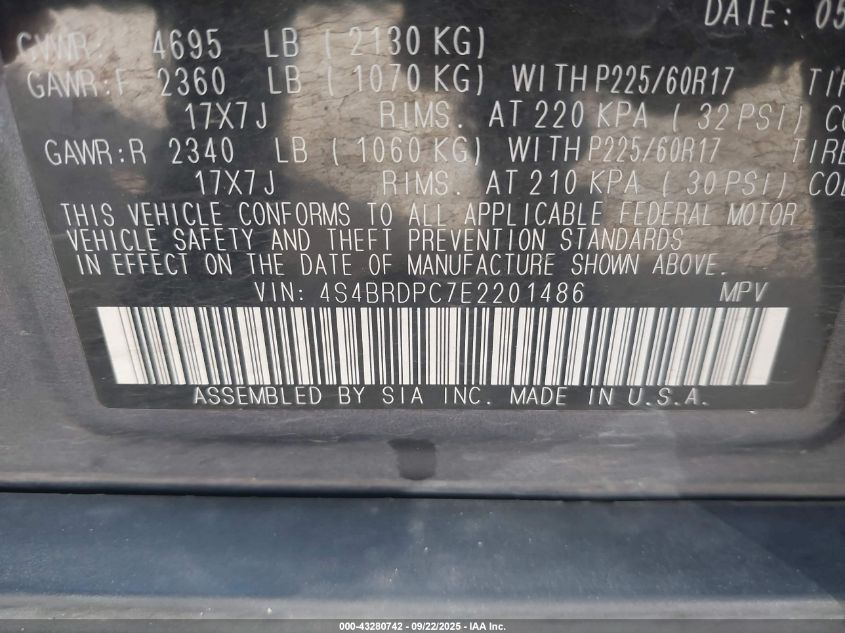 DATE: 05
GVWR: 4695 LB ( 2130 KG)
GAWR:F 2360 LB ( 1070 KG) WITH P225/60R17 TIR
17X7J RIMS. AT 220 KPA ( 32 PSI) CO
GAWR:R 2340 LB ( 1060 KG) WITH P225/60R17 TIRE
17X7J RIMS. AT 210 KPA ( 30 PSI) COL
THIS VEHICLE CONFORMS TO ALL APPLICABLE FEDERAL MOTOR
VEHICLE SAFETY AND THEFT PREVENTION STANDARDS
IN EFFECT ON THE DATE OF MANUFACTURE SHOWN ABOVE.
VIN: 4S4BRDPC7E2201486 MPV
ASSEMBLED BY SIA INC. MADE IN U.S.A.
000-43280742 - 09/22/2025 - IAA Inc.